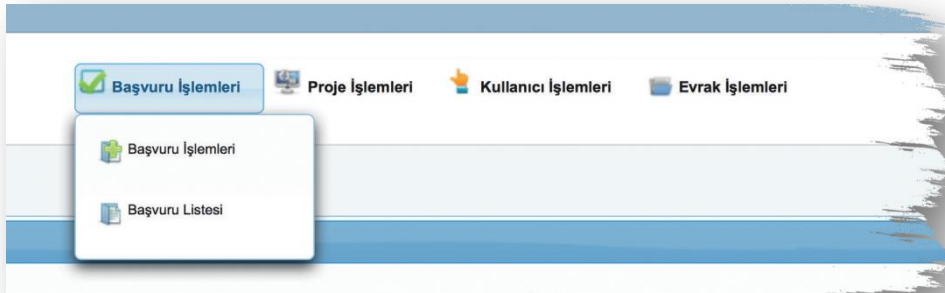 Başvuru İşlemleri Proje İşlemleri Kullanıcı İşlemleri Evrak İşlemleri
Başvuru İşlemleri
Başvuru Listesi